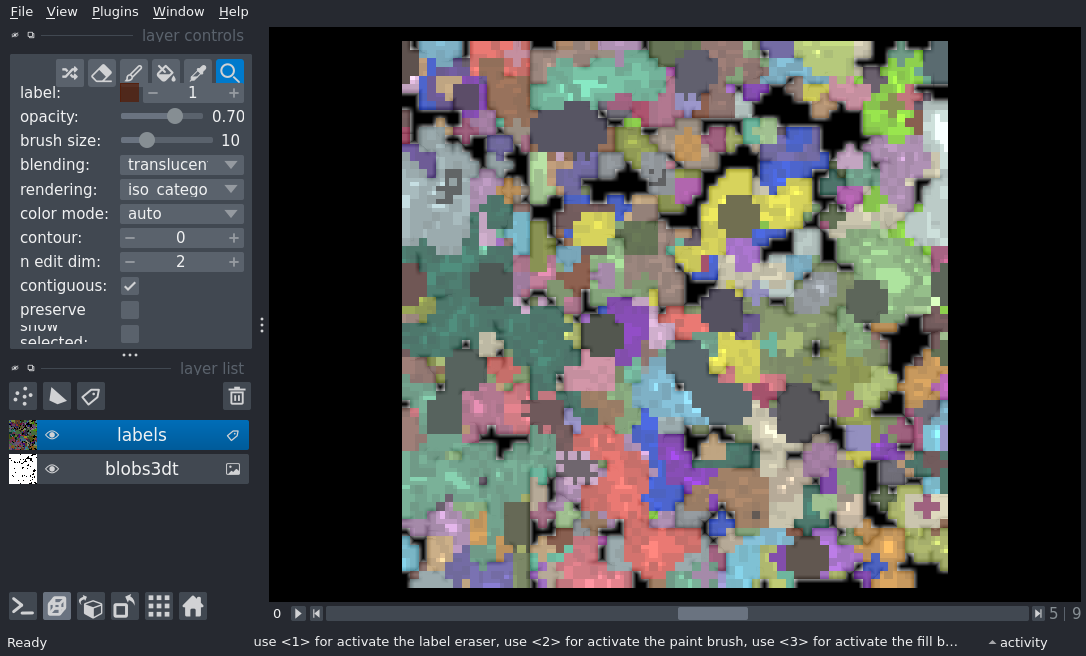 File View Plugins Window Help
layer controls
label: 1
opacity: 0.70
brush size: 10
blending: translucen
rendering: iso_catego
color mode: auto
contour: 0
n edit dim: 2
contiguous:
preserve
show
selected:
layer list
labels
blobs3dt
0 5 | 9
Ready use <1> for activate the label eraser, use <2> for activate the paint brush, use <3> for activate the fill b... activity